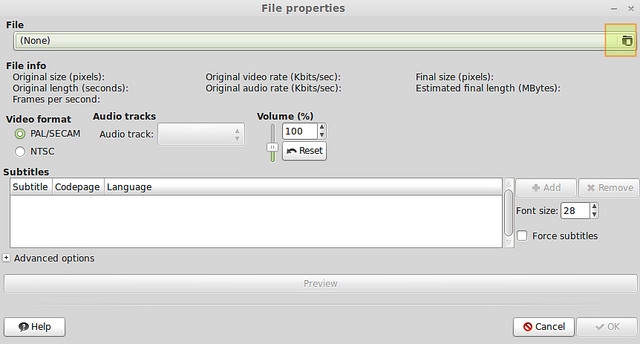 File properties
File
(None)
File info
Original size (pixels):
Original video rate (Kbits/sec):
Final size (pixels):
Original length (seconds):
Original audio rate (Kbits/sec):
Estimated final length (MBytes):
Frames per second:
Video format
Audio tracks
Volume (%)
PAL/SECAM
Audio track:
100
NTSC
Reset
Subtitles
Subtitle Codepage Language
Add
Remove
Font size: 28
Force subtitles
Advanced options
Preview
Help
Cancel
OK